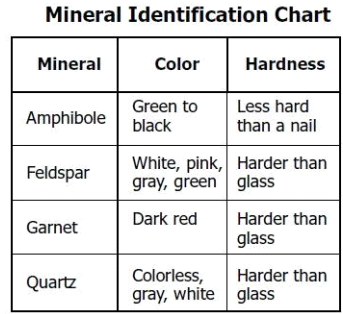 Mineral Identification Chart
Mineral Color Hardness
Amphibole
Green to
black
Less hard
than a nail
Feldspar
White, pink,
gray, green
Harder than
glass
Garnet
Dark red
Harder than
glass
Quartz
Colorless,
gray, white
Harder than
glass